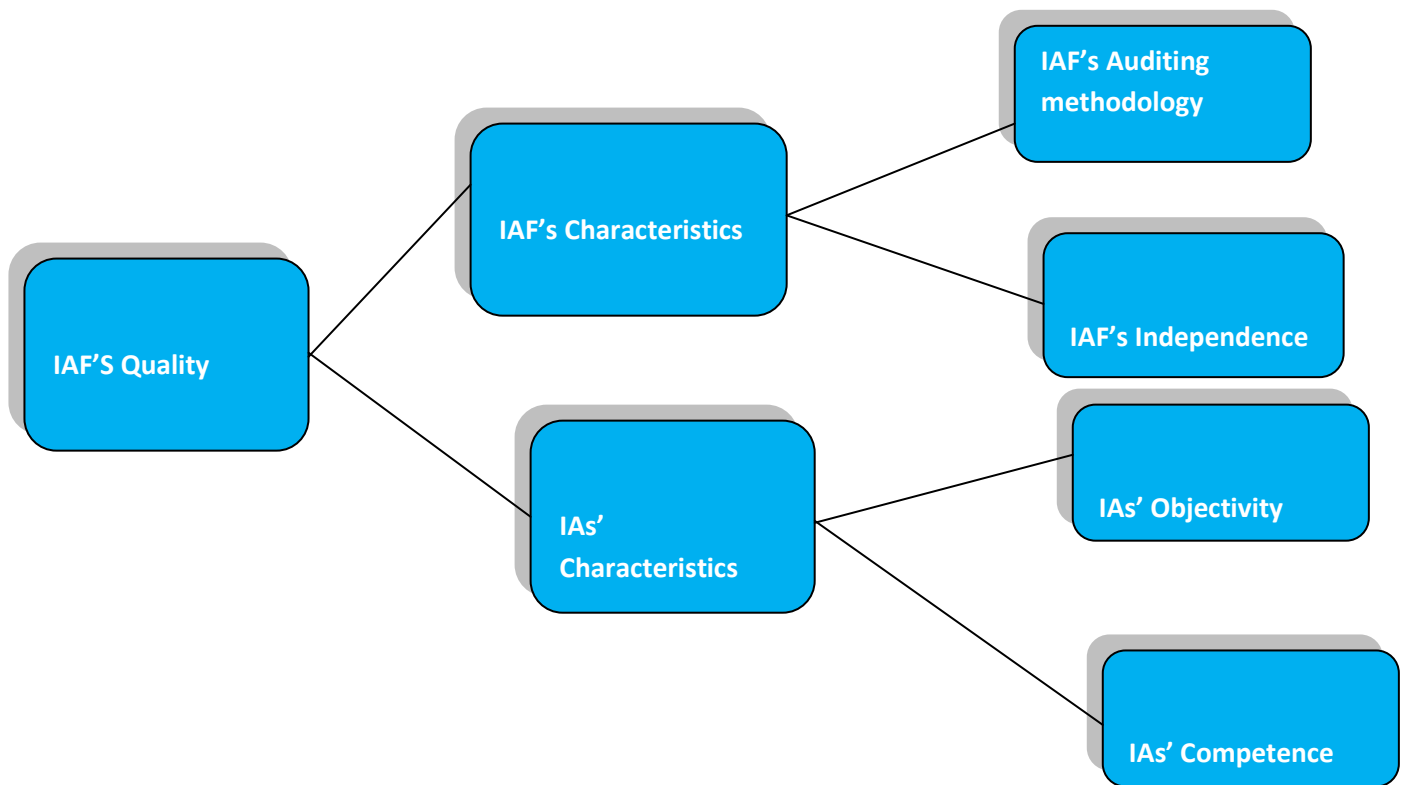 IAF’s Auditing
methodology
IAF’s Characteristics
IAF’s Independence
IAF’S Quality
IAs’ Objectivity
IAs’
Characteristics
IAs’ Competence